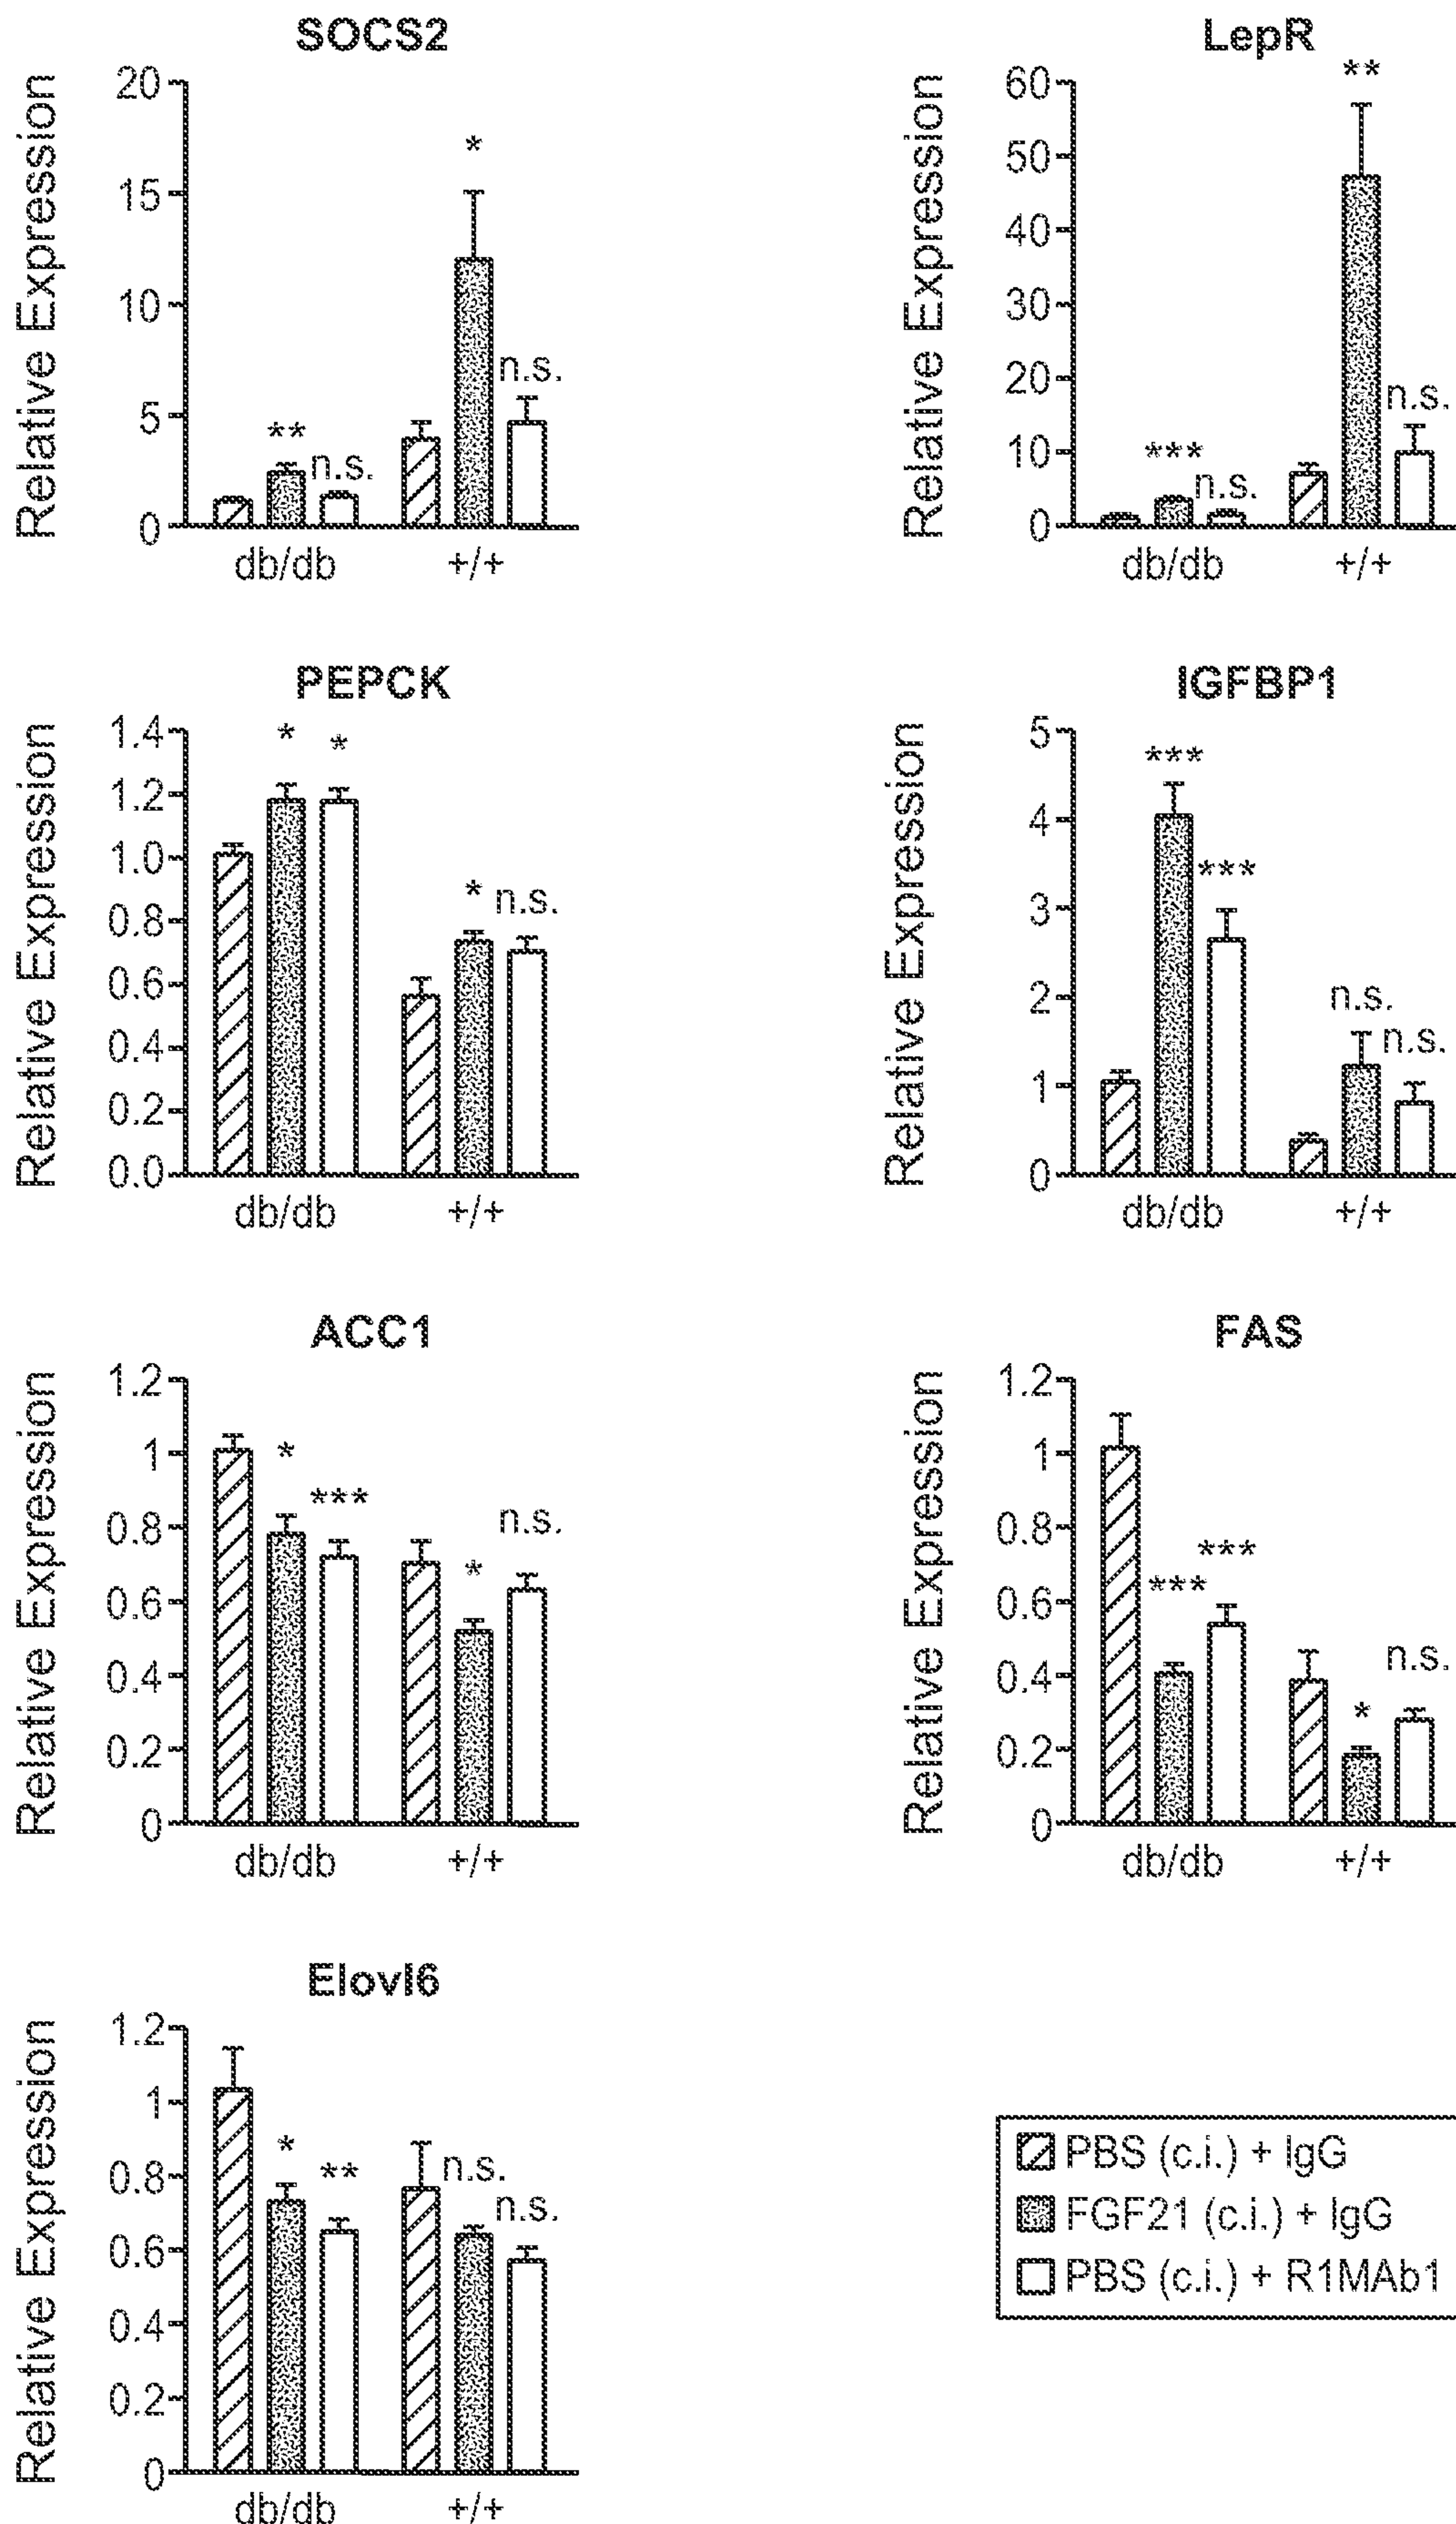 SOCS2
Relative Expression
20
15
10
5
0
*
**
n.s.
n.s.
db/db
+/+
LepR
Relative Expression
60
50
40
30
20
10
0
**
***
n.s.
n.s.
db/db
+/+
PEPCK
Relative Expression
1.4
1.2
1.0
0.8
0.6
0.4
0.2
0.0
*
*
*
n.s.
db/db
+/+
IGFBP1
Relative Expression
5
4
3
2
1
0
***
***
n.s.
n.s.
db/db
+/+
ACC1
Relative Expression
1.2
1
0.8
0.6
0.4
0.2
0
*
***
*
n.s.
db/db
+/+
FAS
Relative Expression
1.2
1
0.8
0.6
0.4
0.2
0
***
***
*
n.s.
db/db
+/+
Elovl6
Relative Expression
1.2
1
0.8
0.6
0.4
0.2
0
*
**
n.s.
n.s.
db/db
+/+
PBS (c.i.) + IgG
FGF21 (c.i.) + IgG
PBS (c.i.) + R1MAb1